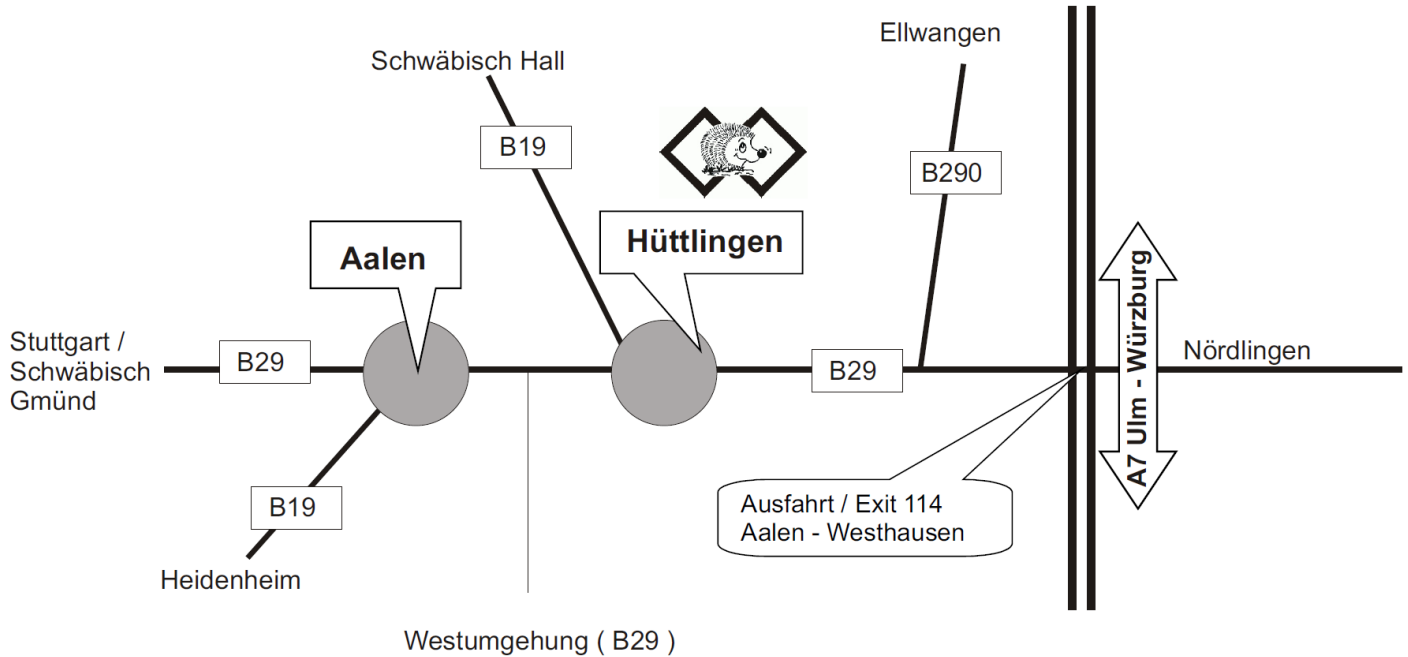 Ellwangen
Schwäbisch Hall
B19
B290
Hüttlingen
Aalen
A7 Ulm - Würzburg
Stuttgart /
Schwäbisch
Gmünd
B29
B29
Nördlingen
B19
Ausfahrt / Exit 114
Aalen - Westhausen
Heidenheim
Westumgehung ( B29 )